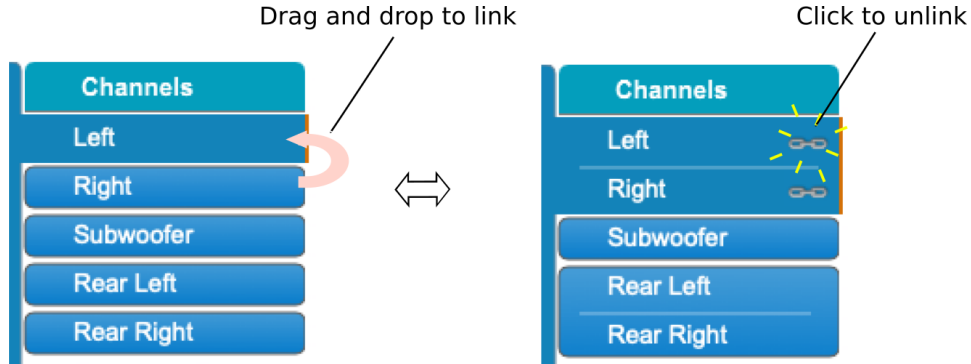 Drag and drop to link
Click to unlink
Channels
Left
Right
Subwoofer
Rear Left
Rear Right
Channels
Left
Right
Subwoofer
Rear Left
Rear Right